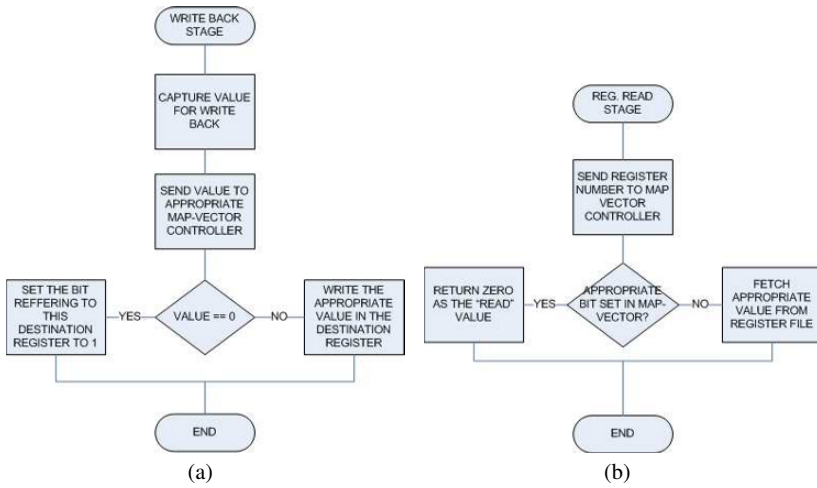 WRITE BACK
STAGE
CAPTURE VALUE
FOR WRITE
BACK
SEND VALUE TO
APPROPRIATE
MAP-VECTOR
CONTROLLER
SET THE BIT
REFFERING TO
THIS
DESTINATION
REGISTER TO 1
YES
VALUE == 0
NO
WRITE THE
APPROPRIATE
VALUE IN THE
DESTINATION
REGISTER
END
(a)
REG. READ
STAGE
SEND REGISTER
NUMBER TO MAP
VECTOR
CONTROLLER
RETURN ZERO
AS THE "READ"
VALUE
YES
APPROPRIATE
BIT SET IN MAP-
VECTOR?
NO
FETCH
APPROPRIATE
VALUE FROM
REGISTER FILE
END
(b)